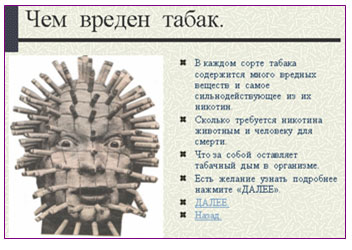 Чем вреден табак.
В каждом сорте табака
содержится много вредных
веществ и самое
сильнодействующее из их
никотин.
Сколько требуется никотина
животным и человеку для
смерти.
Что за собой оставляет
табачный дым в организме.
Есть желание узнать подробнее
нажмите «ДАЛЕЕ».
ДАЛЕЕ
Назад.